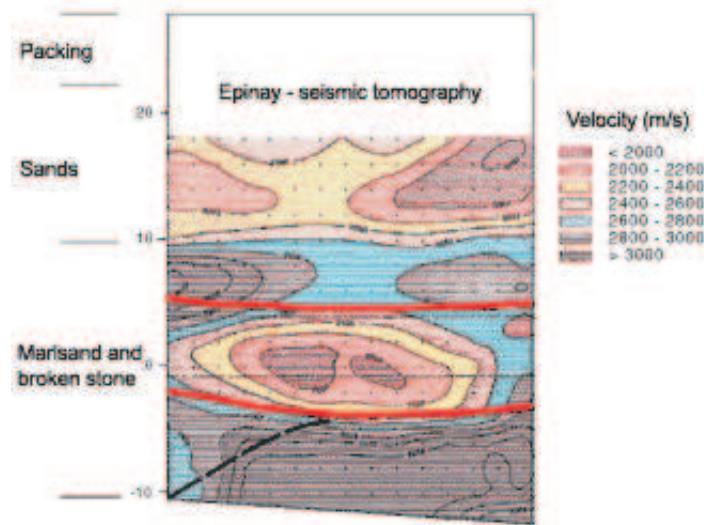 Packing
Epinay - seismic tomography
20
Velocity (m/s)
< 2000
2000 - 2200
2200 - 2400
2400 - 2600
2600 - 2800
2800 - 3000
> 3000
Sands
10
Marlsand and
broken stone
0
-10